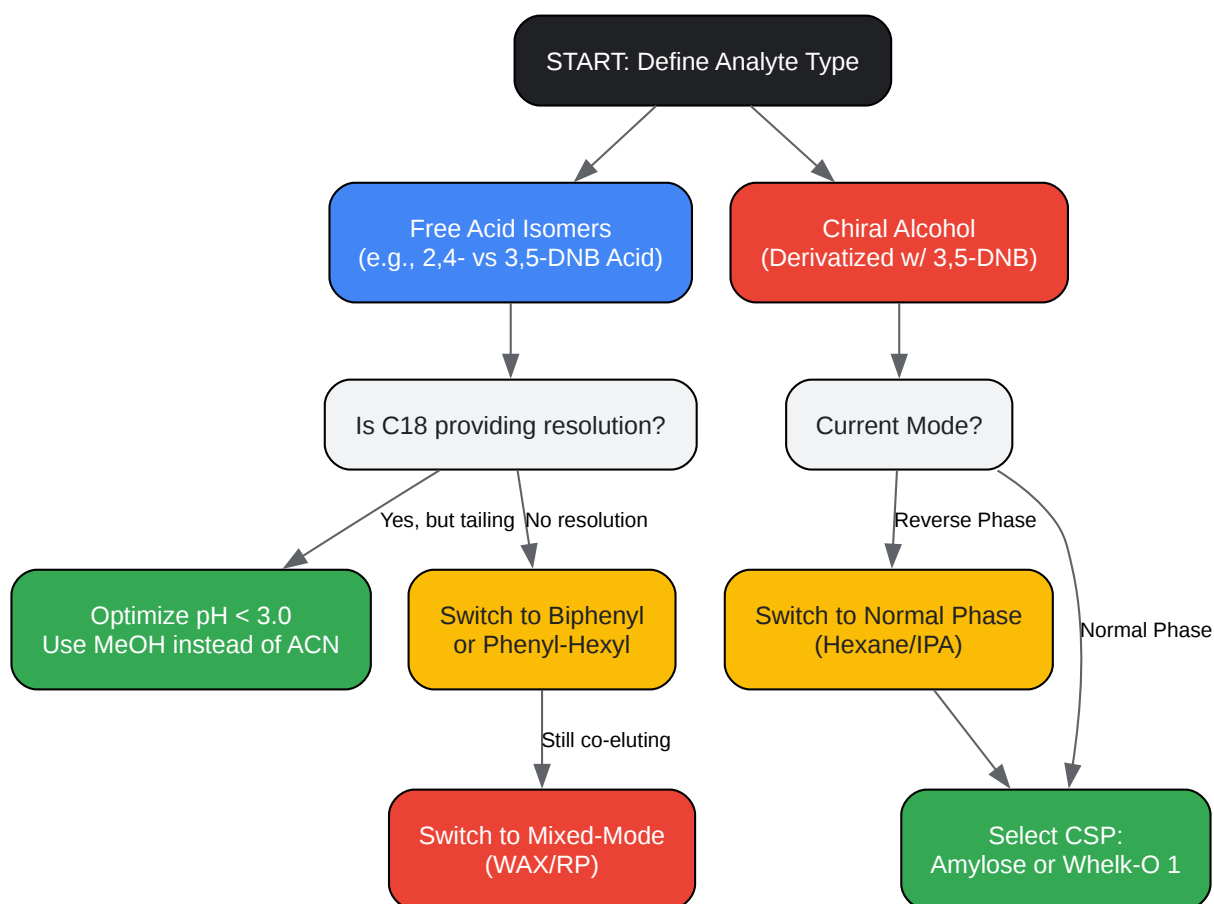 START: Define Analyte Type
Free Acid Isomers
(e.g., 2,4- vs 3,5-DNB Acid)
Chiral Alcohol
(Derivatized w/ 3,5-DNB)
Is C18 providing resolution?
Current Mode?
Yes, but tailing
No resolution
Reverse Phase
Normal Phase
Optimize pH < 3.0
Use MeOH instead of ACN
Switch to Biphenyl
or Phenyl-Hexyl
Switch to Normal Phase
(Hexane/IPA)
Still co-eluting
Switch to Mixed-Mode
(WAX/RP)
Select CSP:
Amylose or Whelk-O 1